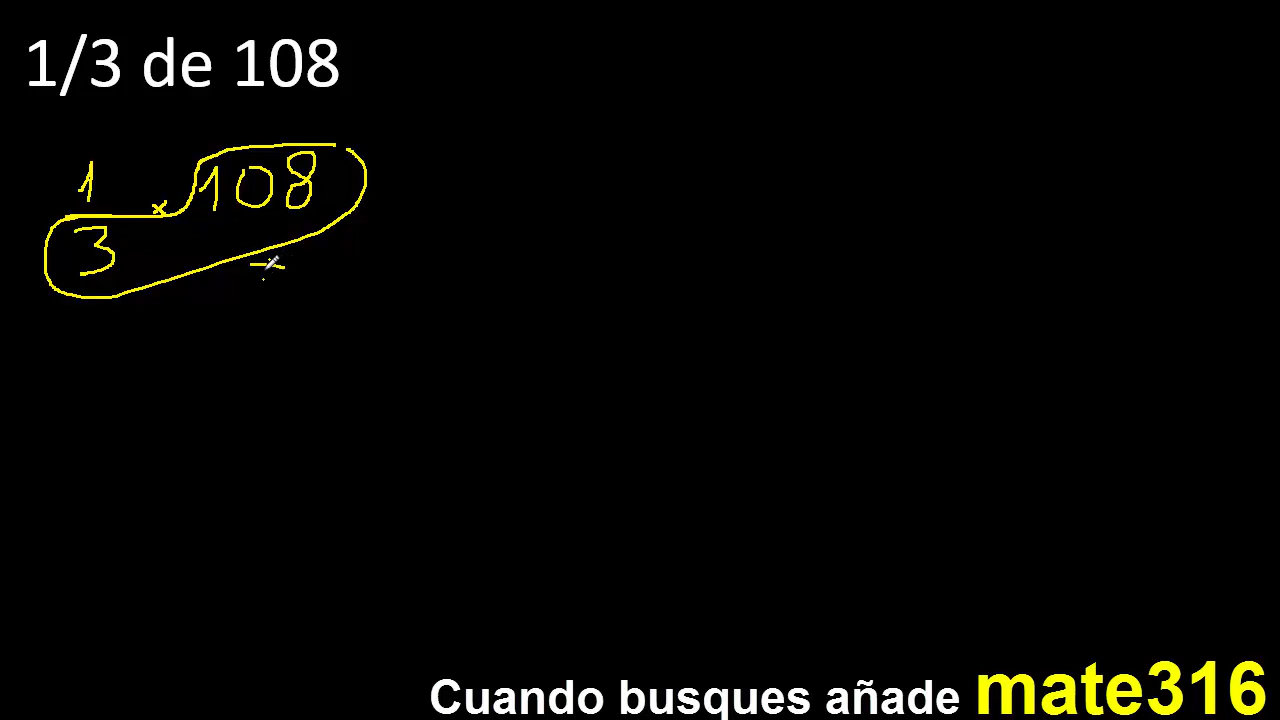 1/3 de 108
1 x 108
3
÷
Cuando busques añade mate316